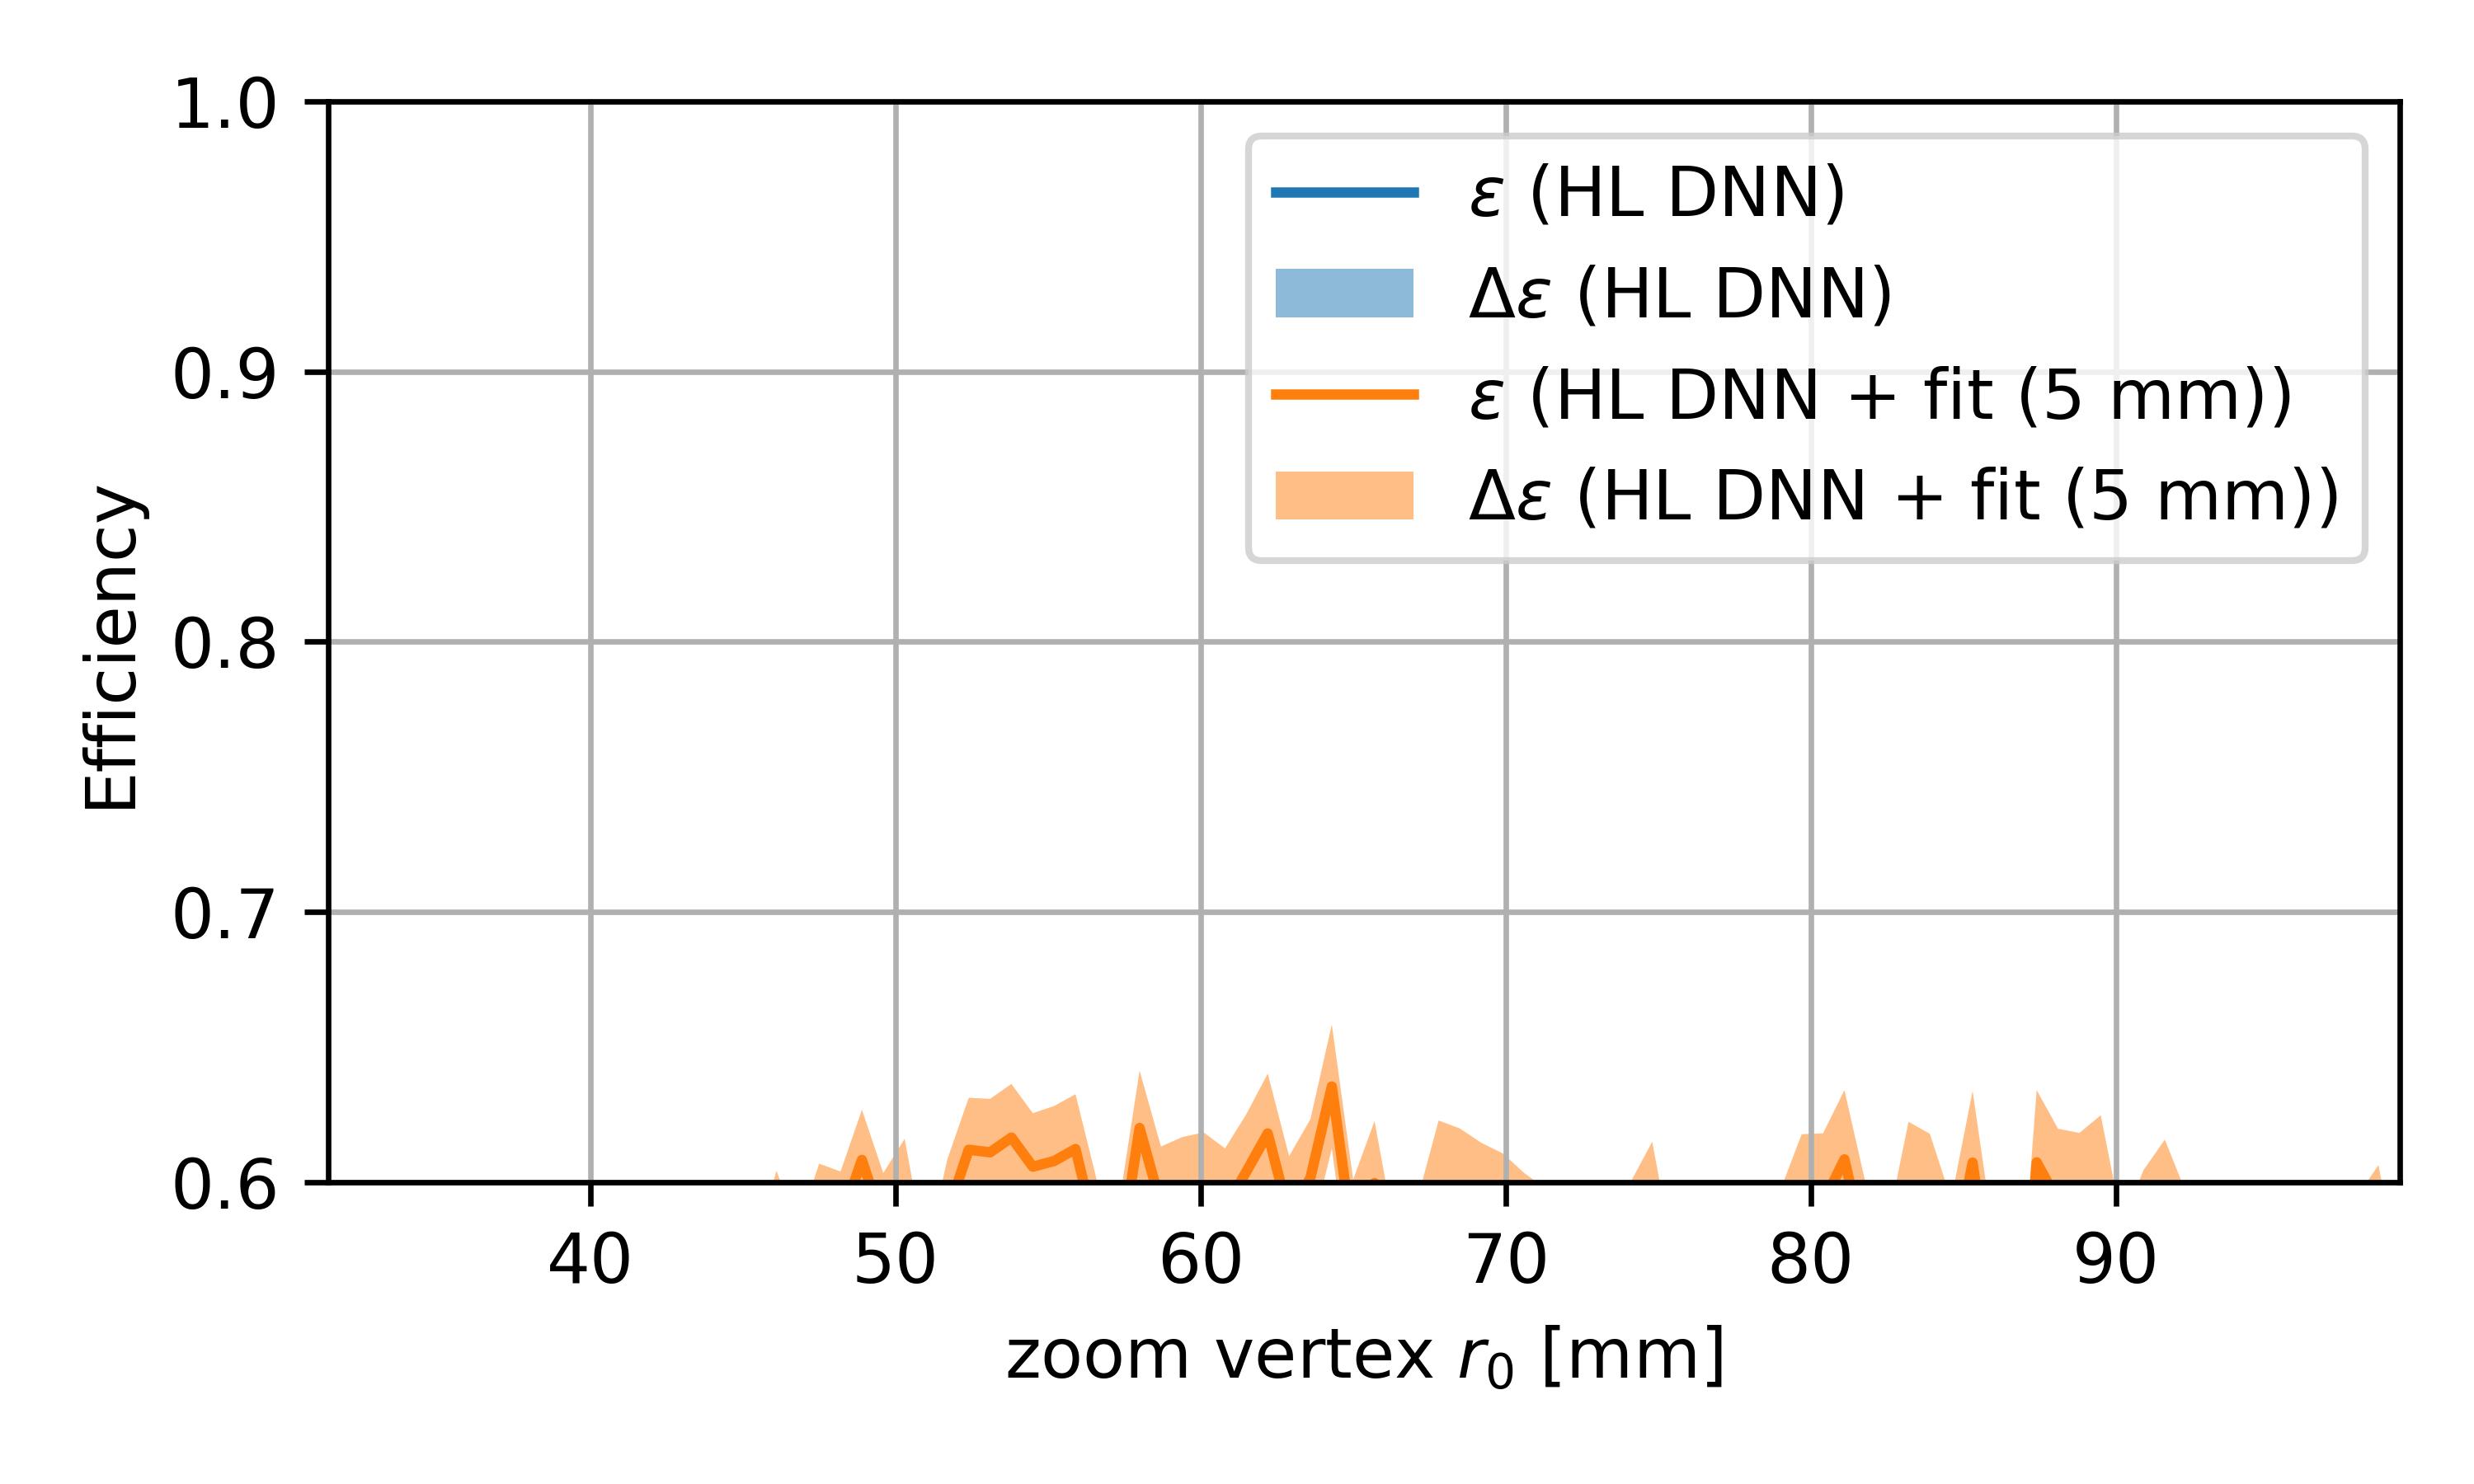 1.0
0.9
0.8
0.7
0.6
Efficiency
ε (HL DNN)
Δε (HL DNN)
ε (HL DNN + fit (5 mm))
Δε (HL DNN + fit (5 mm))
40 50 60 70 80 90
zoom vertex r₀ [mm]